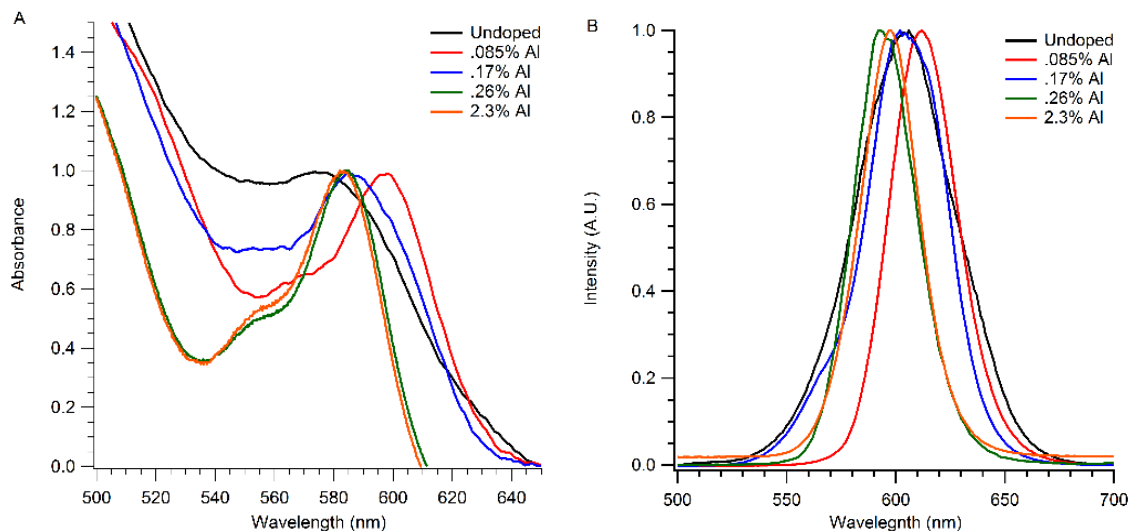 A
Undoped
.085% Al
.17% Al
.26% Al
2.3% Al
1.4
1.2
1.0
0.8
0.6
0.4
0.2
0.0
Absorbance
500 520 540 560 580 600 620 640
Wavelength (nm)
B
Undoped
.085% Al
.17% Al
.26% Al
2.3% Al
1.0
0.8
0.6
0.4
0.2
0.0
Intensity (A.U.)
500 550 600 650 700
Wavelegnth (nm)